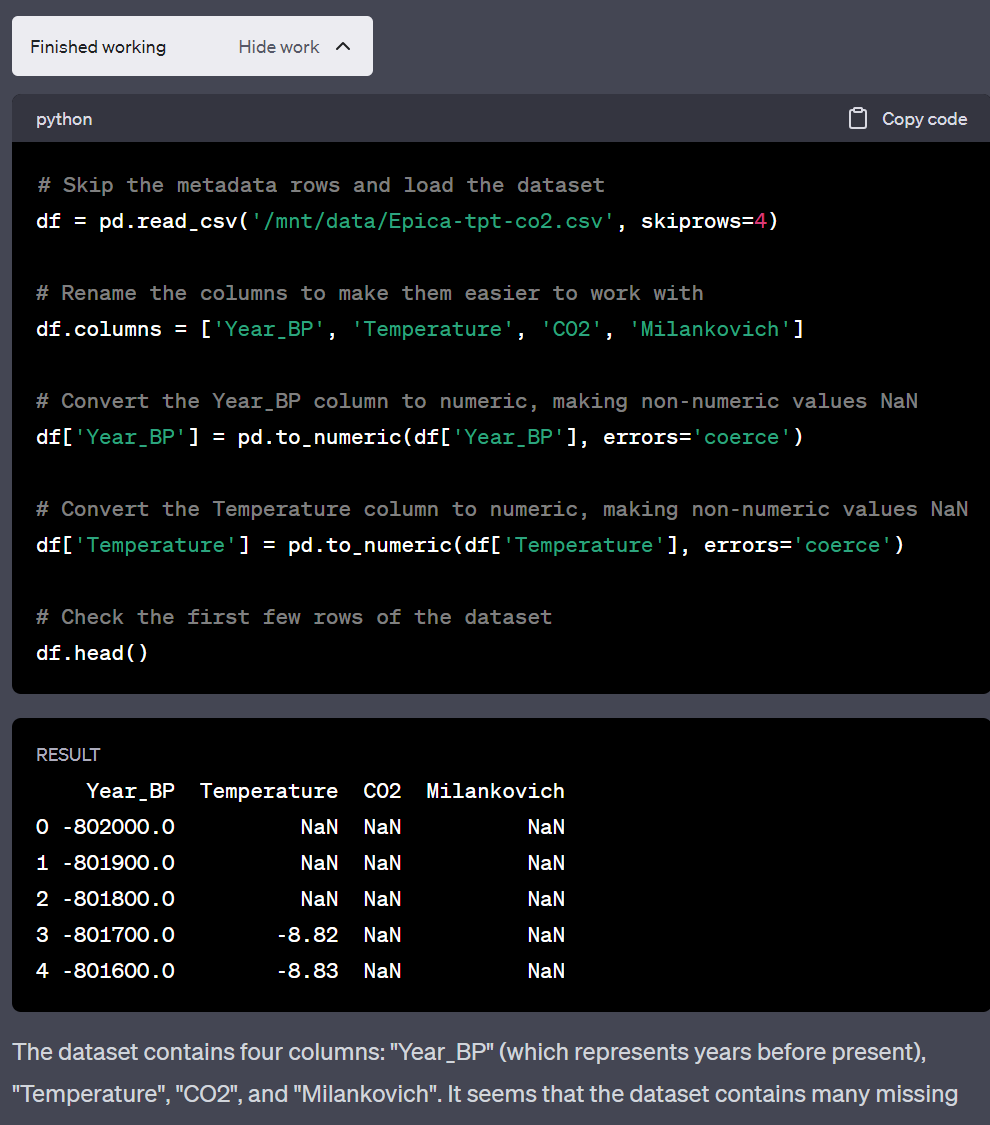 Finished working Hide work
python Copy code
# Skip the metadata rows and load the dataset
df = pd.read_csv('/mnt/data/Epica-tpt-co2.csv', skiprows=4)
# Rename the columns to make them easier to work with
df.columns = ['Year_BP', 'Temperature', 'CO2', 'Milankovich']
# Convert the Year_BP column to numeric, making non-numeric values NaN
df['Year_BP'] = pd.to_numeric(df['Year_BP'], errors='coerce')
# Convert the Temperature column to numeric, making non-numeric values NaN
df['Temperature'] = pd.to_numeric(df['Temperature'], errors='coerce')
# Check the first few rows of the dataset
df.head()
RESULT
Year_BP Temperature CO2 Milankovich
0 -802000.0 NaN NaN NaN
1 -801900.0 NaN NaN NaN
2 -801800.0 NaN NaN NaN
3 -801700.0 -8.82 NaN NaN
4 -801600.0 -8.83 NaN NaN
The dataset contains four columns: "Year_BP" (which represents years before present),
"Temperature", "CO2", and "Milankovich". It seems that the dataset contains many missing